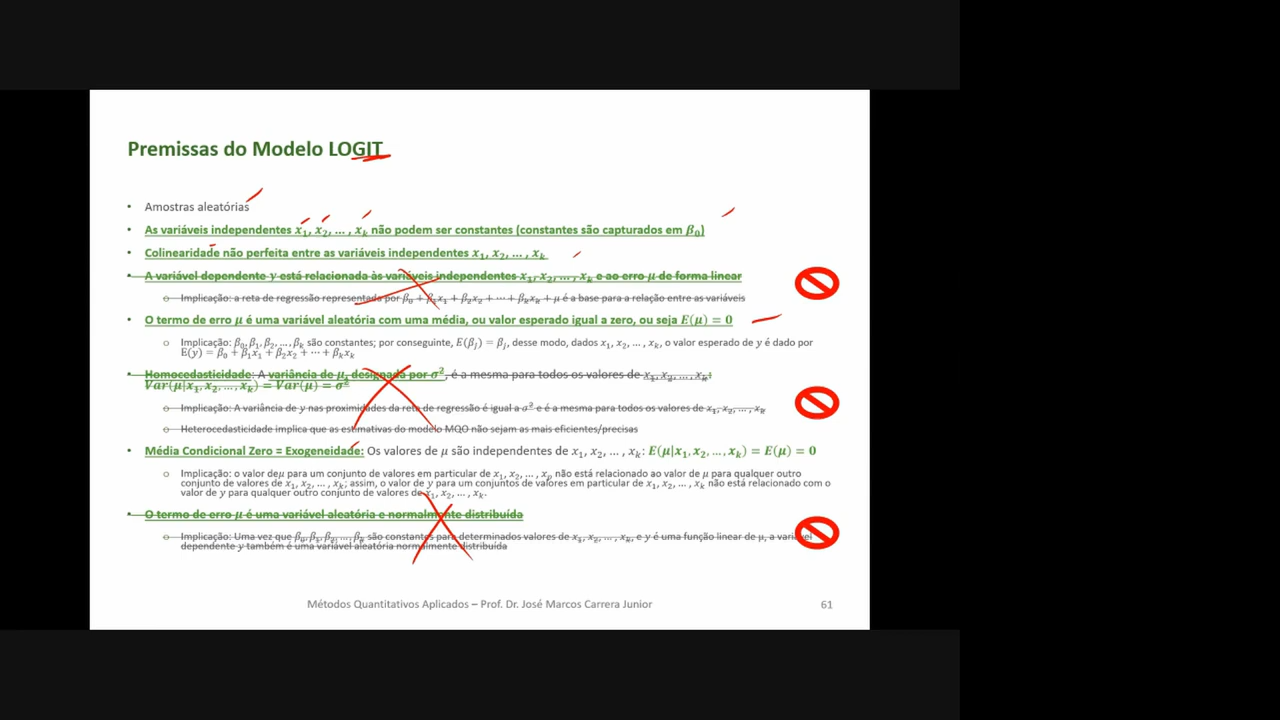 Premissas do Modelo LOGIT
• Amostras aleatórias
• As variáveis independentes x₁, x₂, … , xₖ não podem ser constantes (constantes são capturados em β₀)
• Colinearidade não perfeita entre as variáveis independentes x₁, x₂, … , xₖ
• A variável dependente y está relacionada às variáveis independentes x₁, x₂, … , xₖ e ao erro μ de forma linear
o Implicação: a reta de regressão representada por β₀ + β₁x₁ + β₂x₂ + ⋯ + βₖxₖ + μ é a base para a relação entre as variáveis
• O termo de erro μ é uma variável aleatória com uma média, ou valor esperado igual a zero, ou seja E(μ) = 0
o Implicação: β₀, β₁, β₂, … , βₖ são constantes; por conseguinte, E(βⱼ) = βⱼ, desse modo, dados x₁, x₂, … , xₖ, o valor esperado de y é dado por
E(y) = β₀ + β₁x₁ + β₂x₂ + ⋯ + βₖxₖ
• Homocedasticidade: A variância de μ, designada por σ², é a mesma para todos os valores de x₁, x₂, … , xₖ:
Var(μ|x₁, x₂, … , xₖ) = Var(μ) = σ²
o Implicação: A variância de y nas proximidades da reta de regressão é igual a σ² e é a mesma para todos os valores de x₁, x₂, … , xₖ
o Heterocedasticidade implica que as estimativas do modelo MQO não sejam as mais eficientes/precisas
• Média Condicional Zero = Exogeneidade: Os valores de μ são independentes de x₁, x₂, … , xₖ: E(μ|x₁, x₂, … , xₖ) = E(μ) = 0
o Implicação: o valor deμ para um conjunto de valores em particular de x₁, x₂, … , xₚ não está relacionado ao valor de μ para qualquer outro
conjunto de valores de x₁, x₂, … , xₖ; assim, o valor de y para um conjuntos de valores em particular de x₁, x₂, … , xₖ não está relacionado com o
valor de y para qualquer outro conjunto de valores de x₁, x₂, … , xₖ.
• O termo de erro μ é uma variável aleatória e normalmente distribuída
o Implicação: Uma vez que β₀, β₁, β₂, … , βₖ são constantes para determinados valores de x₁, x₂, … , xₖ, e y é uma função linear de μ, a variável
dependente y também é uma variável aleatória normalmente distribuída
Métodos Quantitativos Aplicados – Prof. Dr. José Marcos Carrera Junior
61